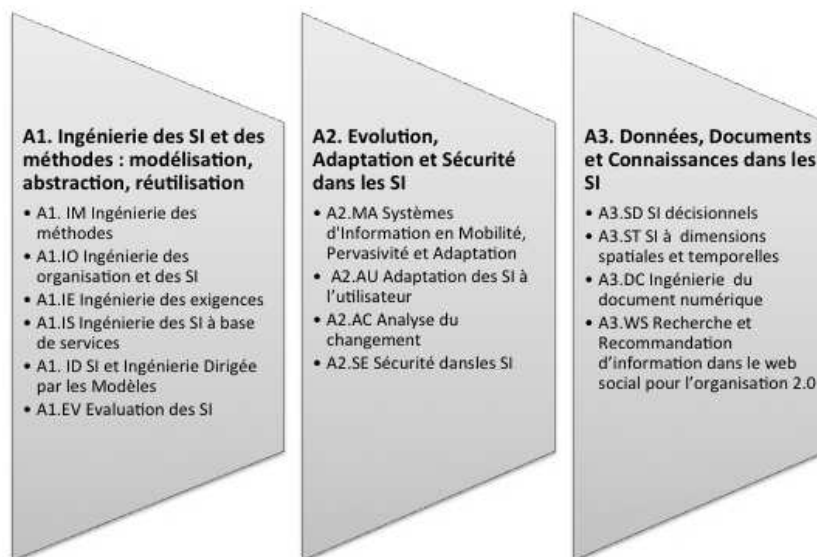 A1. Ingénierie des SI et des
méthodes : modélisation,
abstraction, réutilisation
• A1. IM Ingénierie des
méthodes
• A1.IO Ingénierie des
organisation et des SI
• A1.IE Ingénierie des exigences
• A1.IS Ingénierie des SI à base
de services
• A1. ID SI et Ingénierie Dirigée
par les Modèles
• A1.EV Evaluation des SI
A2. Evolution,
Adaptation et Sécurité
dans les SI
• A2.MA Systèmes
d'Information en Mobilité,
Pervasivité et Adaptation
• A2.AU Adaptation des SI à
l'utilisateur
• A2.AC Analyse du
changement
• A2.SE Sécurité dansles SI
A3. Données, Documents
et Connaissances dans les
SI
• A3.SD SI décisionnels
• A3.ST SI à dimensions
spatiales et temporelles
• A3.DC Ingénierie du
document numérique
• A3.WS Recherche et
Recommandation
d'information dans le web
social pour l'organisation 2.0